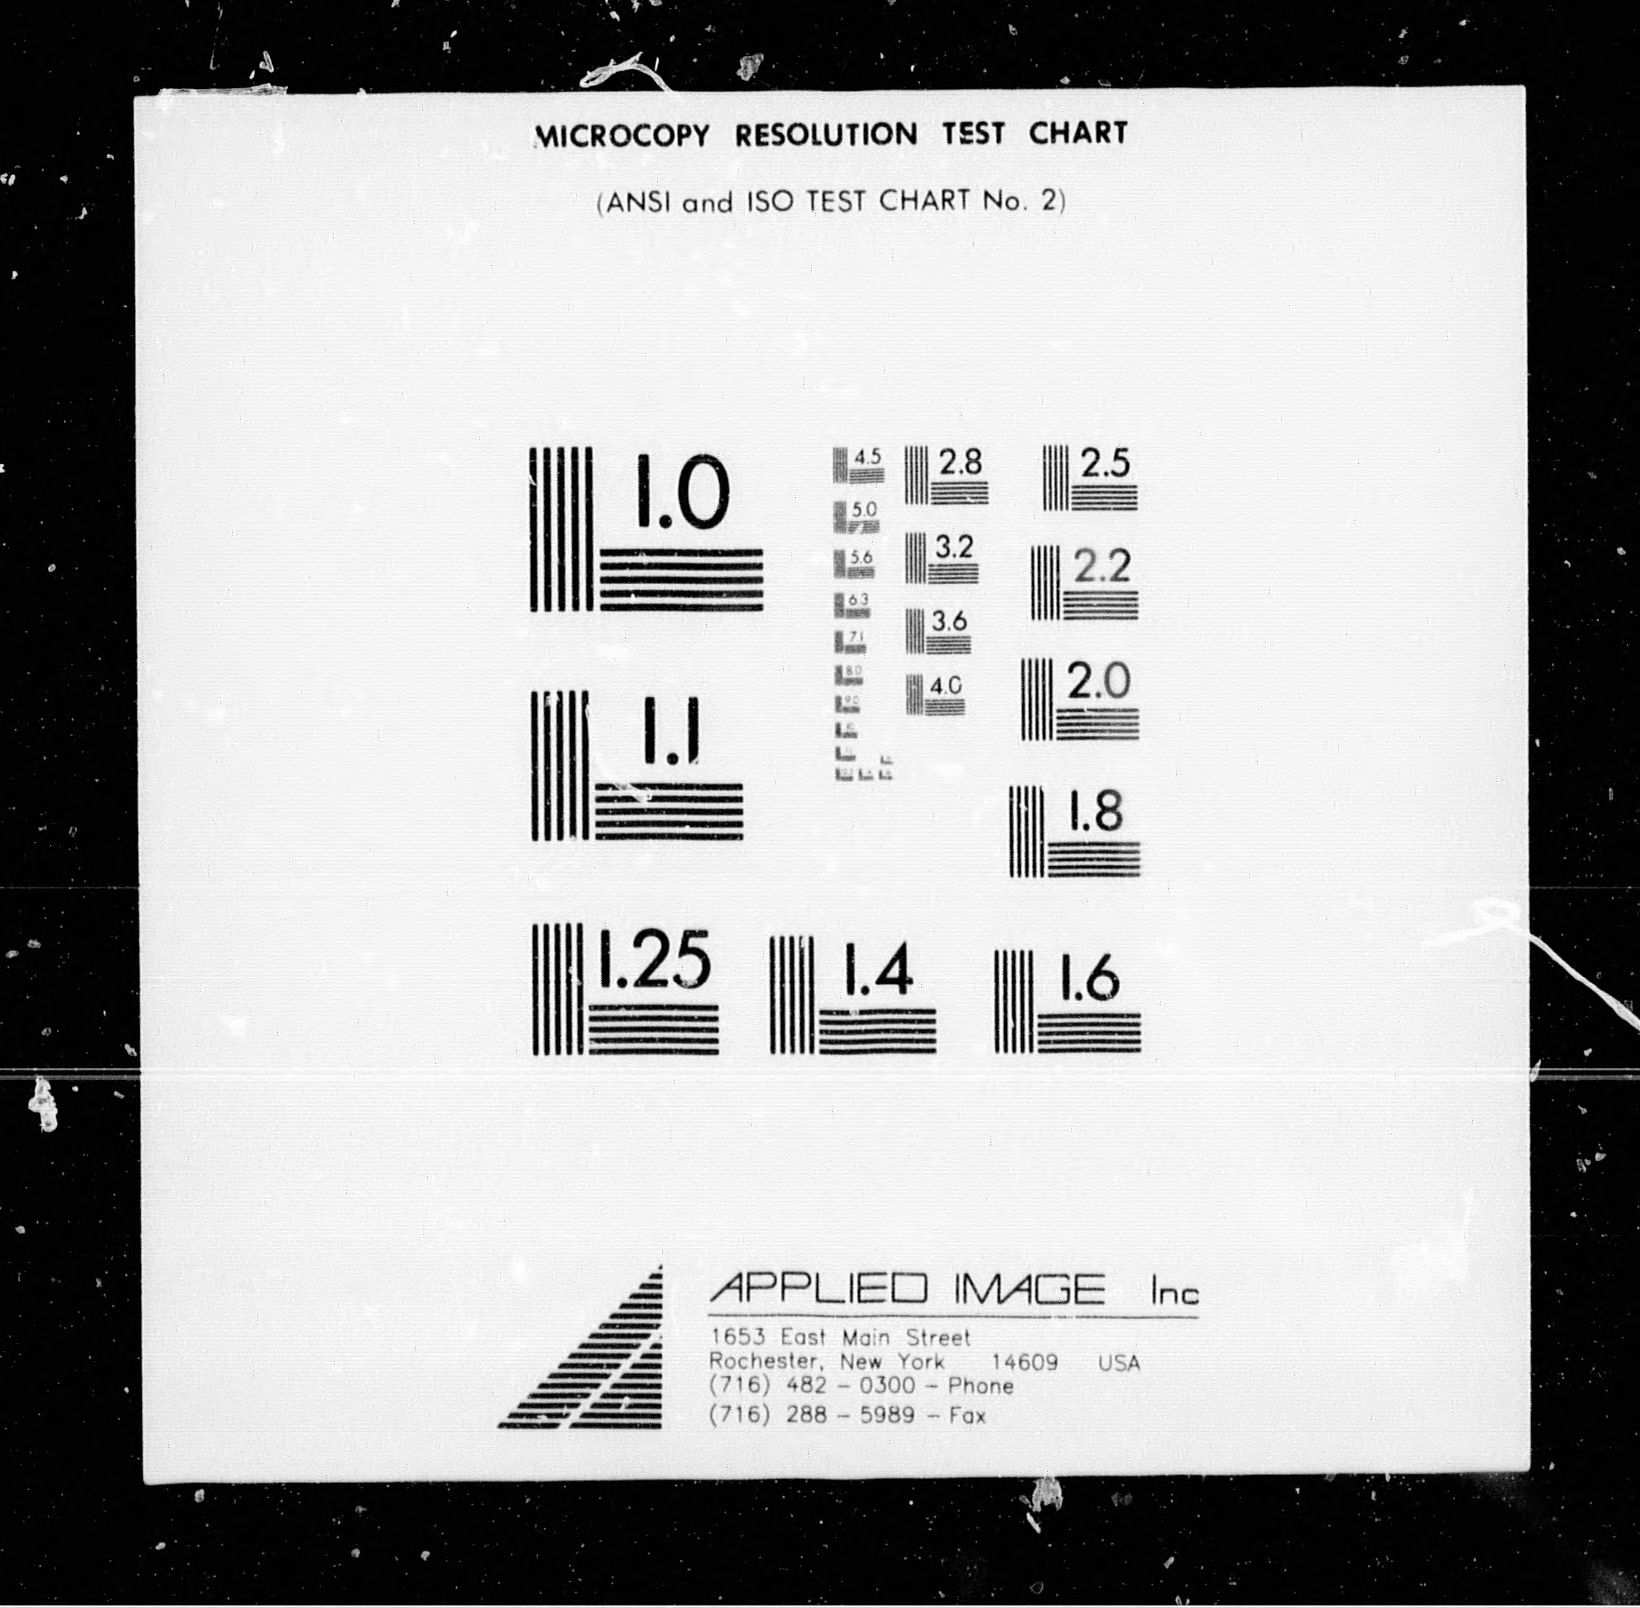 MICROCOPY RESOLUTION TEST CHART
(ANSI and ISO TEST CHART No. 2)
1.0
1.1
1.25
1.4
1.6
1.8
2.0
2.2
2.5
2.8
3.2
3.6
4.0
4.5
5.0
5.6
6.3
7.1
8.0
9.0
APPLIED IMAGE Inc
1653 East Main Street
Rochester, New York 14609 USA
(716) 482 - 0300 - Phone
(716) 288 - 5989 - Fax